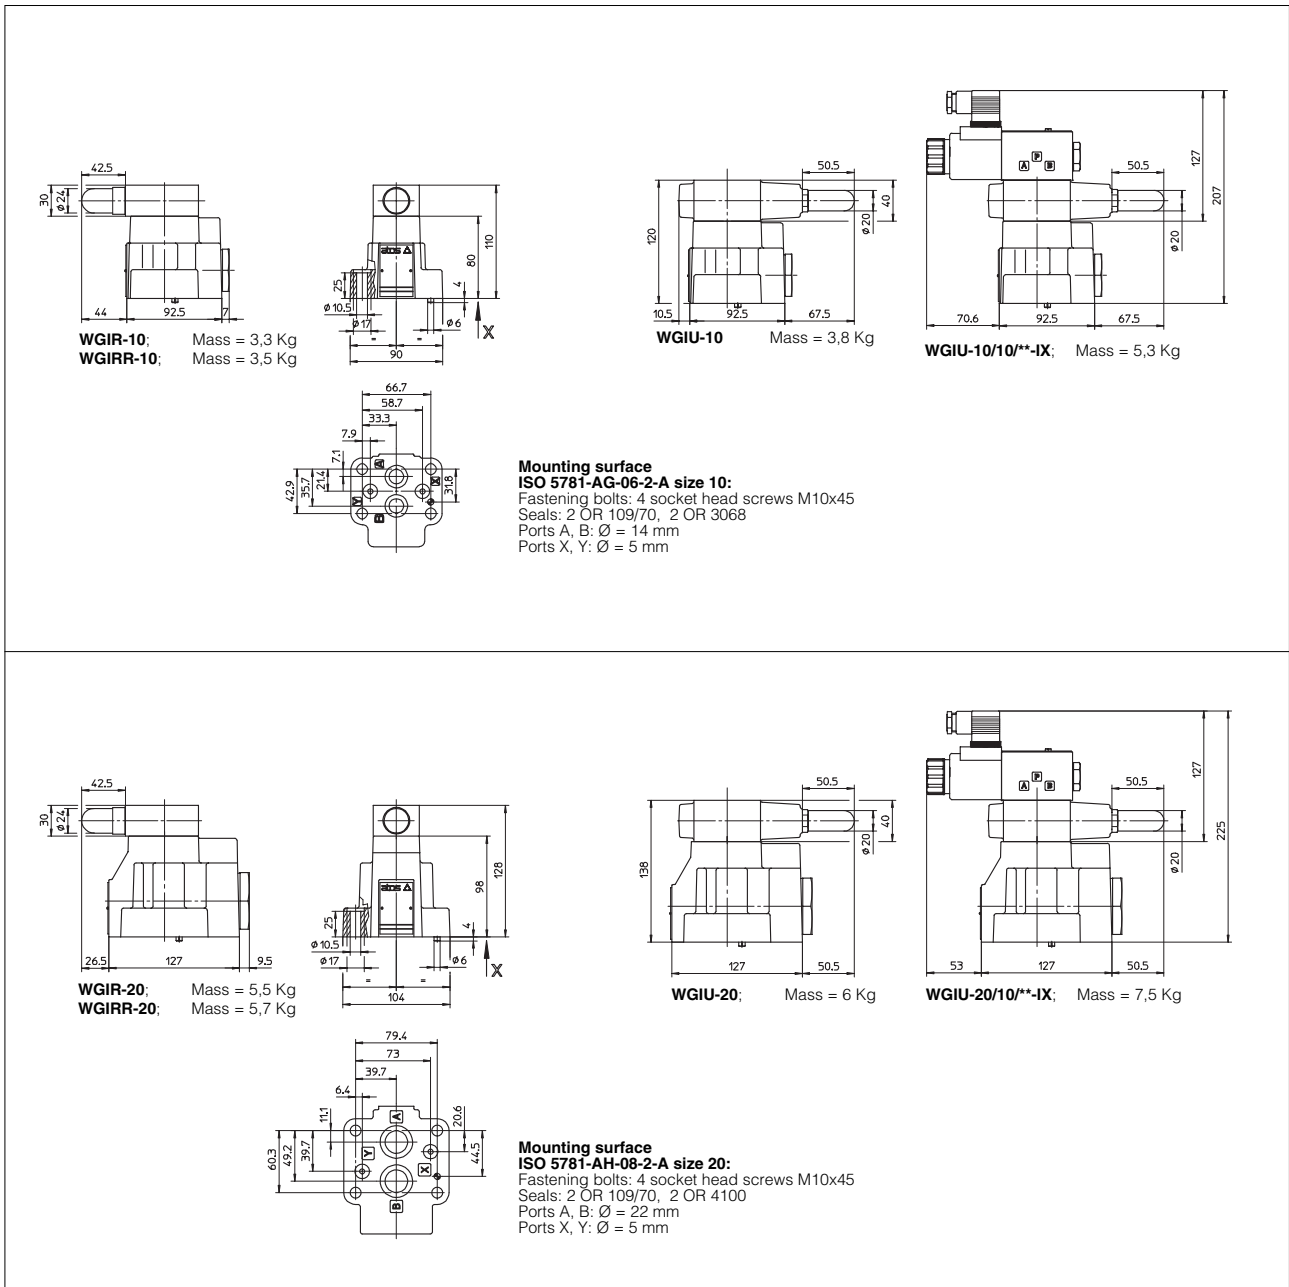 42.5
30
ø24
44
92.5
7
110
80
4
25
ø10.5
ø17
ø6
=
=
90
X
atos
WGIR-10; Mass = 3,3 Kg
WGIRR-10; Mass = 3,5 Kg
50.5
40
ø20
120
10.5
92.5
67.5
WGIU-10 Mass = 3,8 Kg
P
A
B
50.5
127
207
ø20
70.6
92.5
67.5
WGIU-10/10/**-IX; Mass = 5,3 Kg
66.7
58.7
33.3
7.9
7.1
21.4
35.7
42.9
31.8
A
X
Y
B
Mounting surface
ISO 5781-AG-06-2-A size 10:
Fastening bolts: 4 socket head screws M10x45
Seals: 2 OR 109/70, 2 OR 3068
Ports A, B: Ø = 14 mm
Ports X, Y: Ø = 5 mm
42.5
30
ø24
26.5
127
9.5
128
98
4
25
ø10.5
ø17
ø6
=
=
104
X
atos
WGIR-20; Mass = 5,5 Kg
WGIRR-20; Mass = 5,7 Kg
50.5
40
ø20
138
127
50.5
WGIU-20; Mass = 6 Kg
P
A
B
50.5
127
225
ø20
53
127
50.5
WGIU-20/10/**-IX; Mass = 7,5 Kg
79.4
73
39.7
6.4
11.1
39.7
49.2
60.3
20.6
44.5
A
Y
X
B
Mounting surface
ISO 5781-AH-08-2-A size 20:
Fastening bolts: 4 socket head screws M10x45
Seals: 2 OR 109/70, 2 OR 4100
Ports A, B: Ø = 22 mm
Ports X, Y: Ø = 5 mm